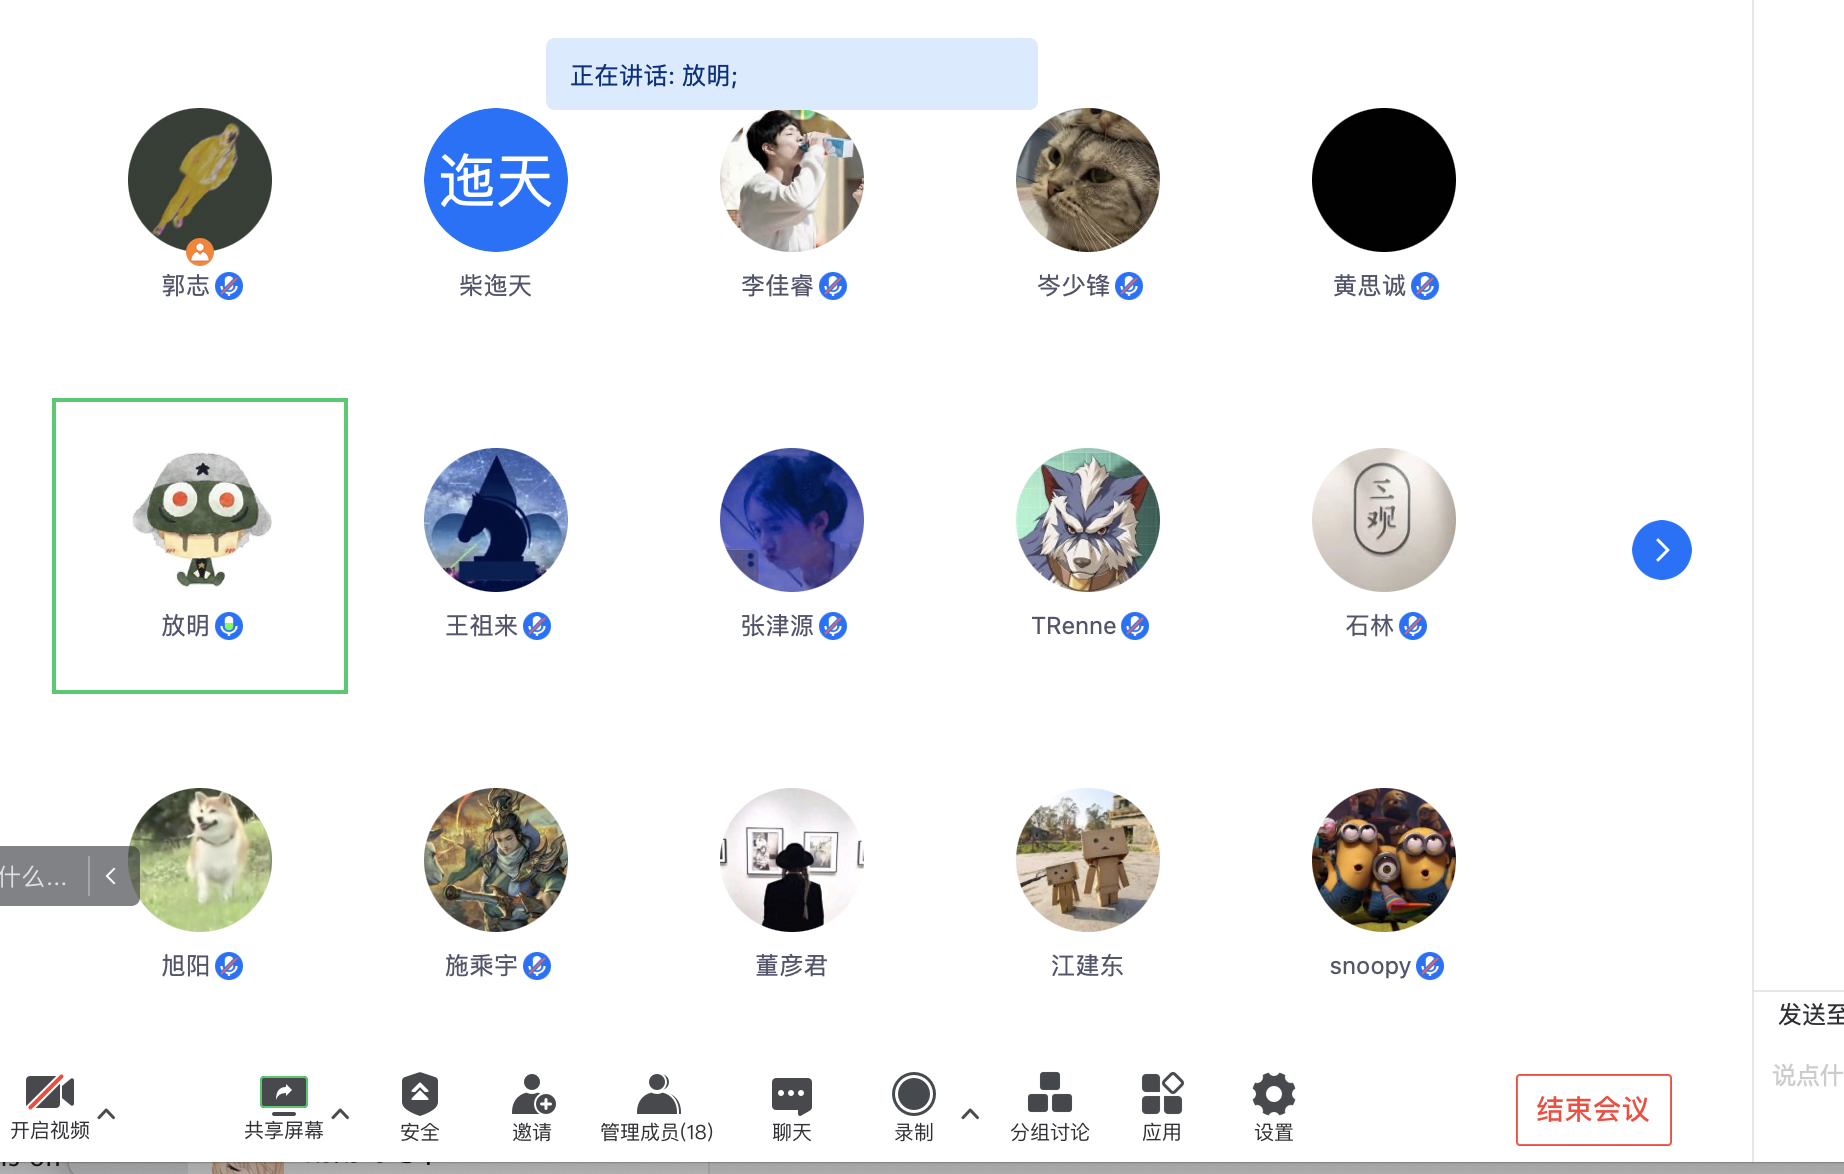 正在讲话: 放明;
迤天
郭志
柴迤天
李佳睿
岑少锋
黄思诚
三观
放明
王祖来
张津源
TRenne
石林
什么...
旭阳
施乘宇
董彦君
江建东
snoopy
发送至
说点什
开启视频
共享屏幕
安全
邀请
管理成员(18)
聊天
录制
分组讨论
应用
设置
结束会议